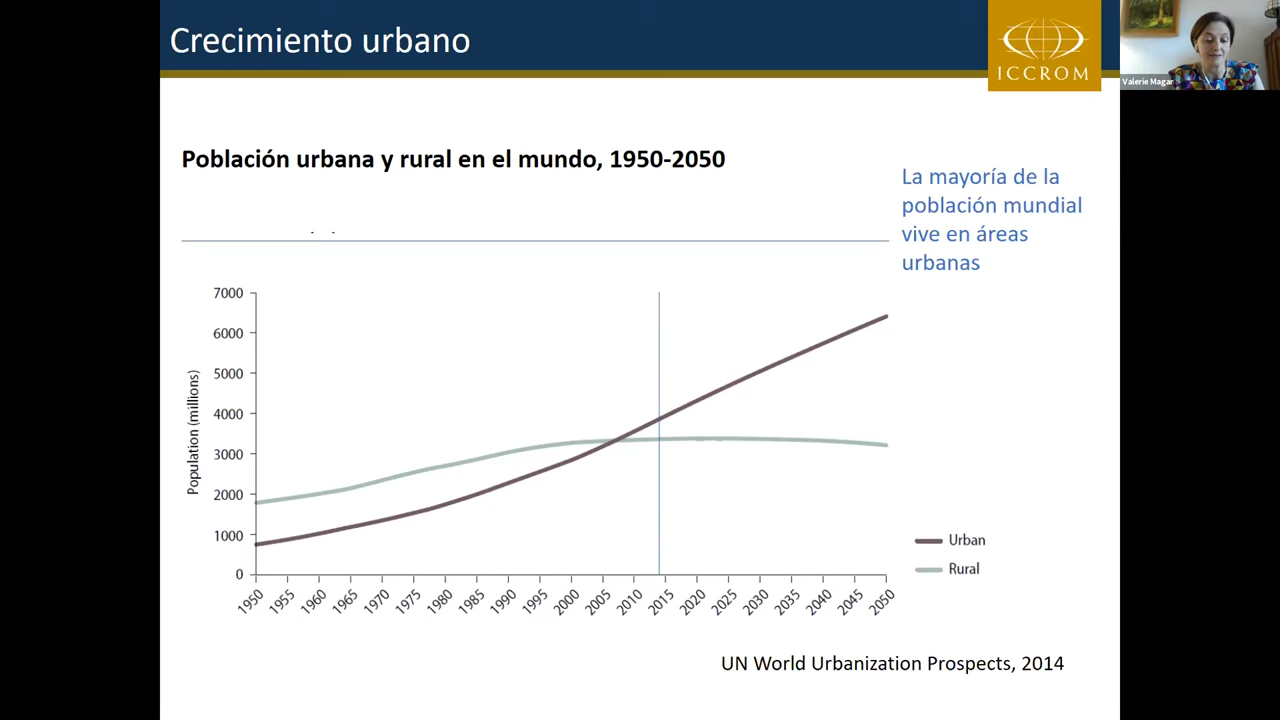 Crecimiento urbano
ICCROM
Valerie Magar
Población urbana y rural en el mundo, 1950-2050
La mayoría de la
población mundial
vive en áreas
urbanas
Population (millions)
7000
6000
5000
4000
3000
2000
1000
0
1950 1955 1960 1965 1970 1975 1980 1985 1990 1995 2000 2005 2010 2015 2020 2025 2030 2035 2040 2045 2050
Urban
Rural
UN World Urbanization Prospects, 2014